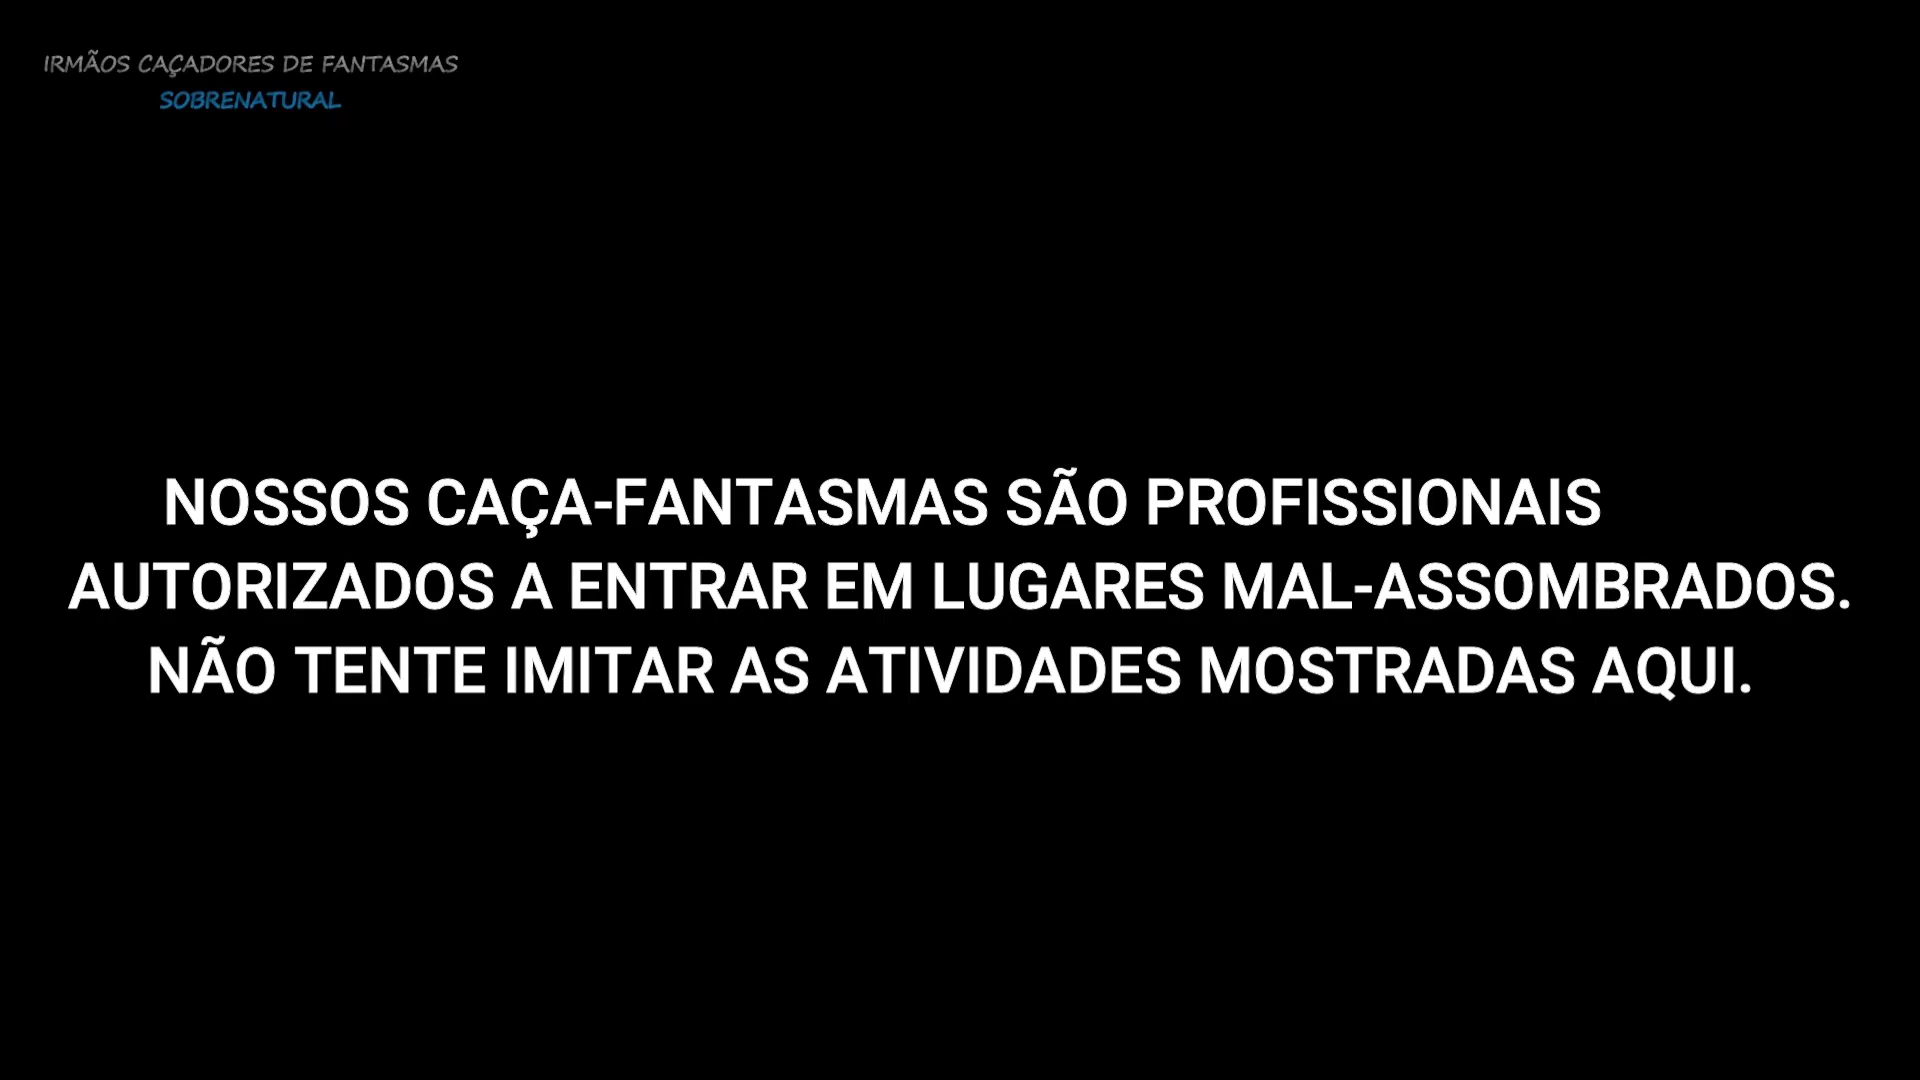 IRMÃOS CAÇADORES DE FANTASMAS
SOBRENATURAL
NOSSOS CAÇA-FANTASMAS SÃO PROFISSIONAIS
AUTORIZADOS A ENTRAR EM LUGARES MAL-ASSOMBRADOS.
NÃO TENTE IMITAR AS ATIVIDADES MOSTRADAS AQUI.